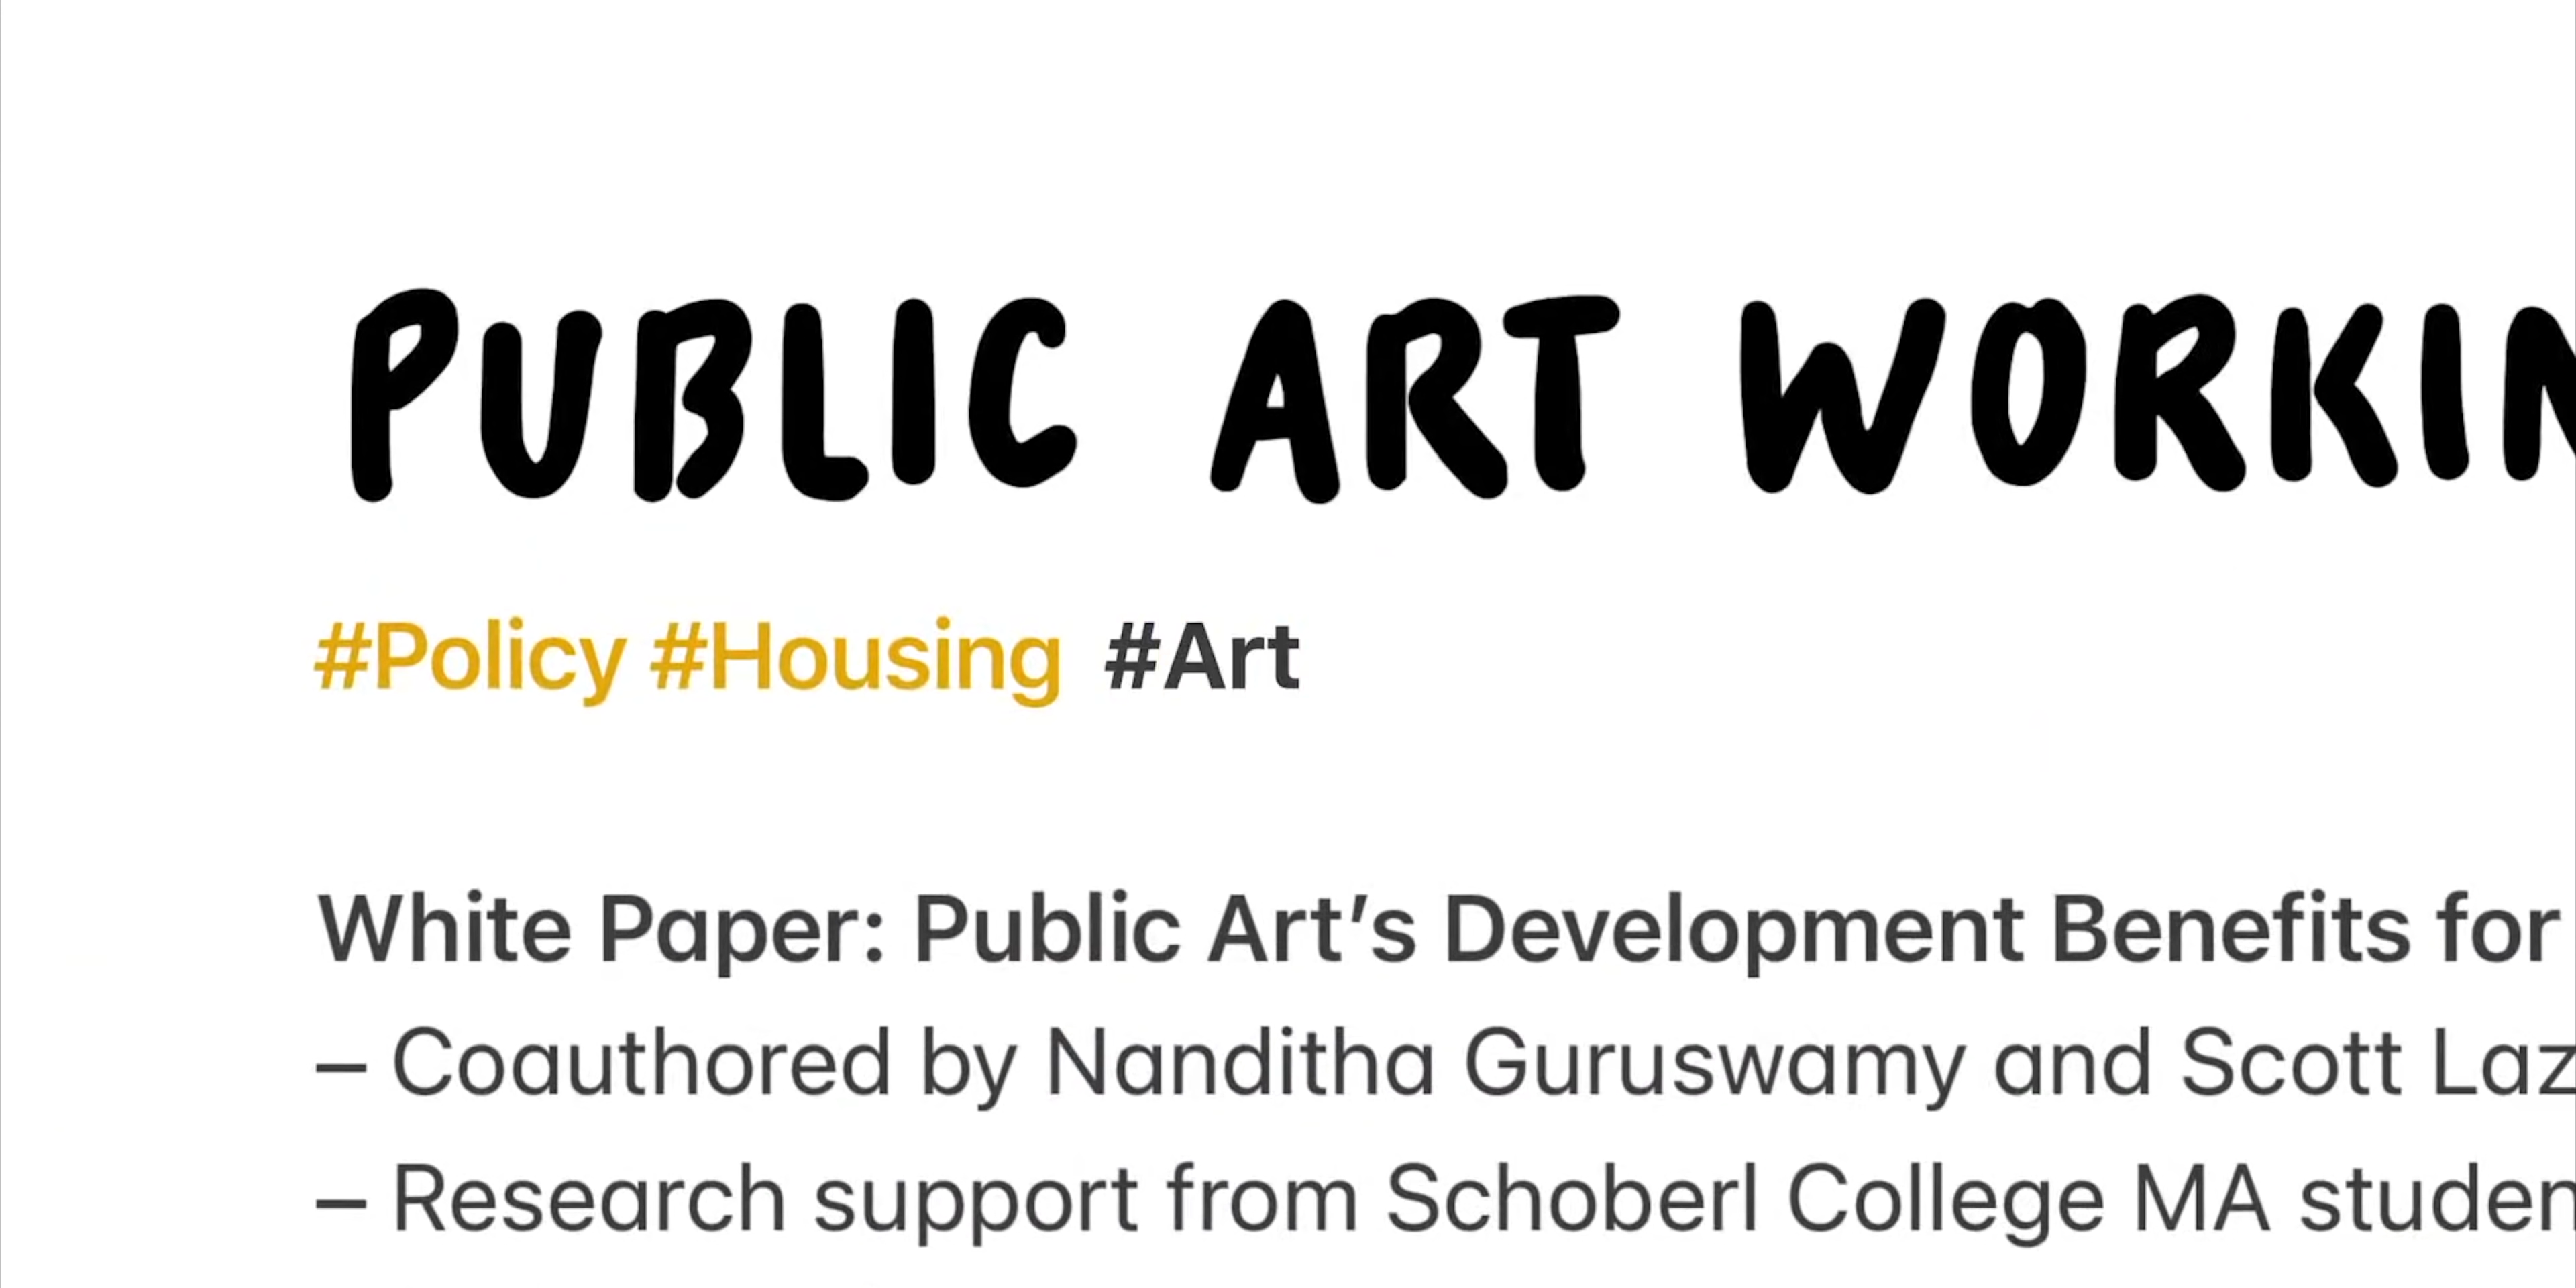 PUBLIC ART WORKIN
#Policy #Housing #Art
White Paper: Public Art’s Development Benefits for
– Coauthored by Nanditha Guruswamy and Scott Laz
– Research support from Schoberl College MA studen